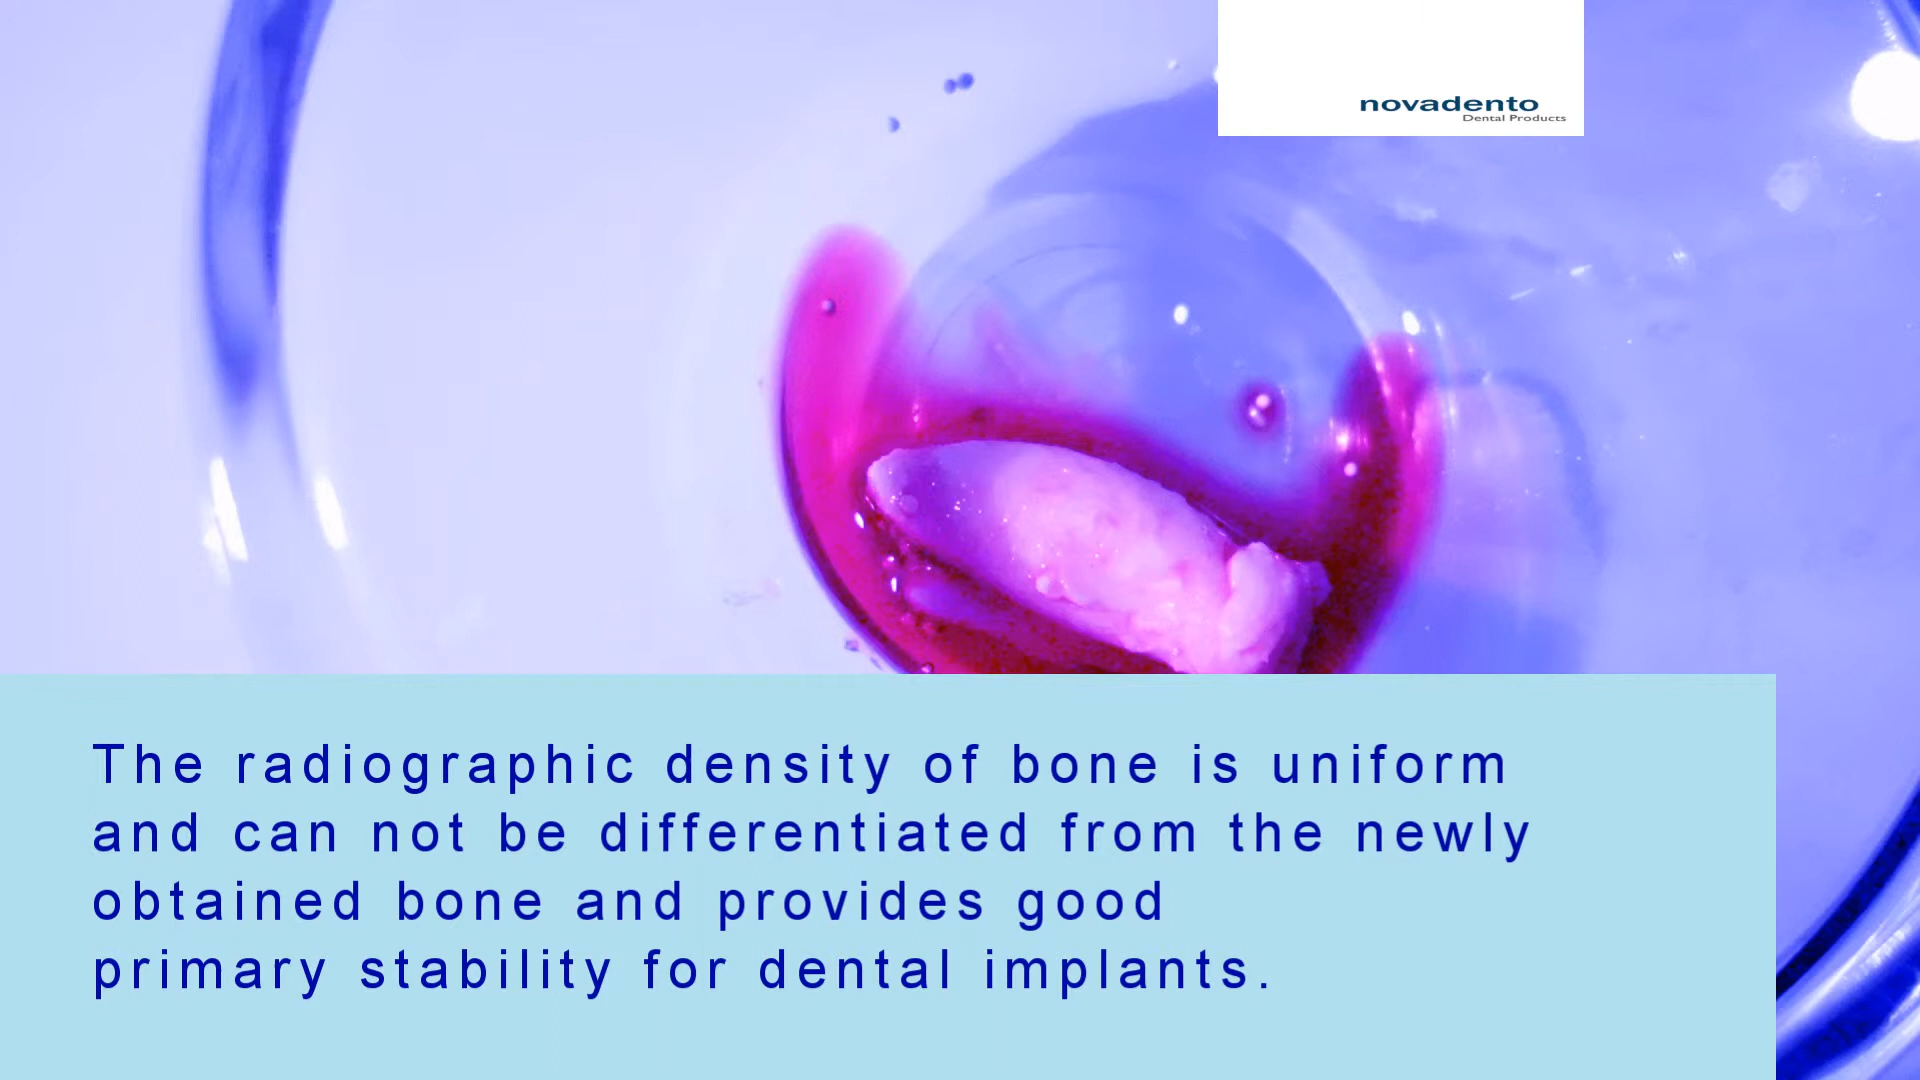 novadento
Dental Products
The radiographic density of bone is uniform
and can not be differentiated from the newly
obtained bone and provides good
primary stability for dental implants.